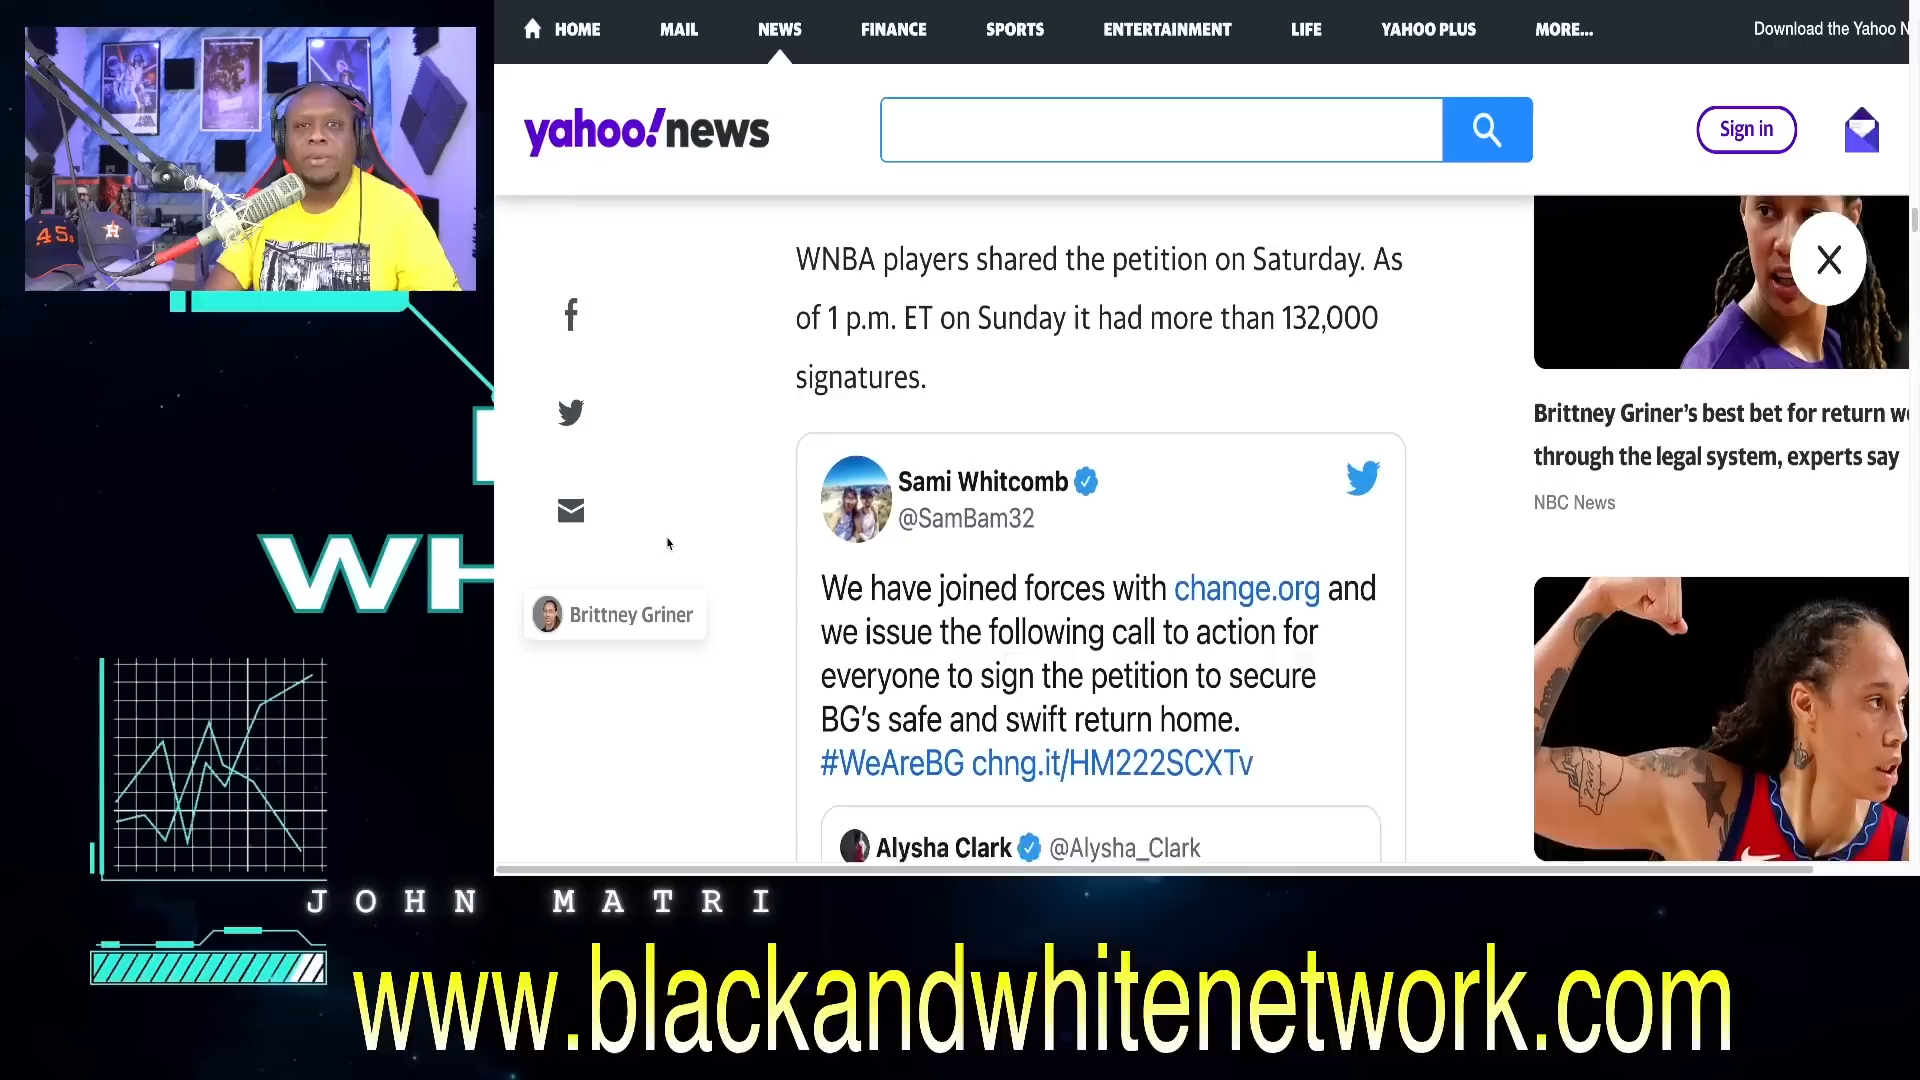 HOME MAIL NEWS FINANCE SPORTS ENTERTAINMENT LIFE YAHOO PLUS MORE... Download the Yahoo N
yahoo!news
Sign in
45s
WNBA players shared the petition on Saturday. As
of 1 p.m. ET on Sunday it had more than 132,000
signatures.
Brittney Griner's best bet for return
through the legal system, experts say
NBC News
Sami Whitcomb
@SamBam32
We have joined forces with change.org and
we issue the following call to action for
everyone to sign the petition to secure
BG's safe and swift return home.
#WeAreBG chng.it/HM222SCXTv
Brittney Griner
Alysha Clark @Alysha_Clark
WH
JOHN MATRI
www.blackandwhitenetwork.com